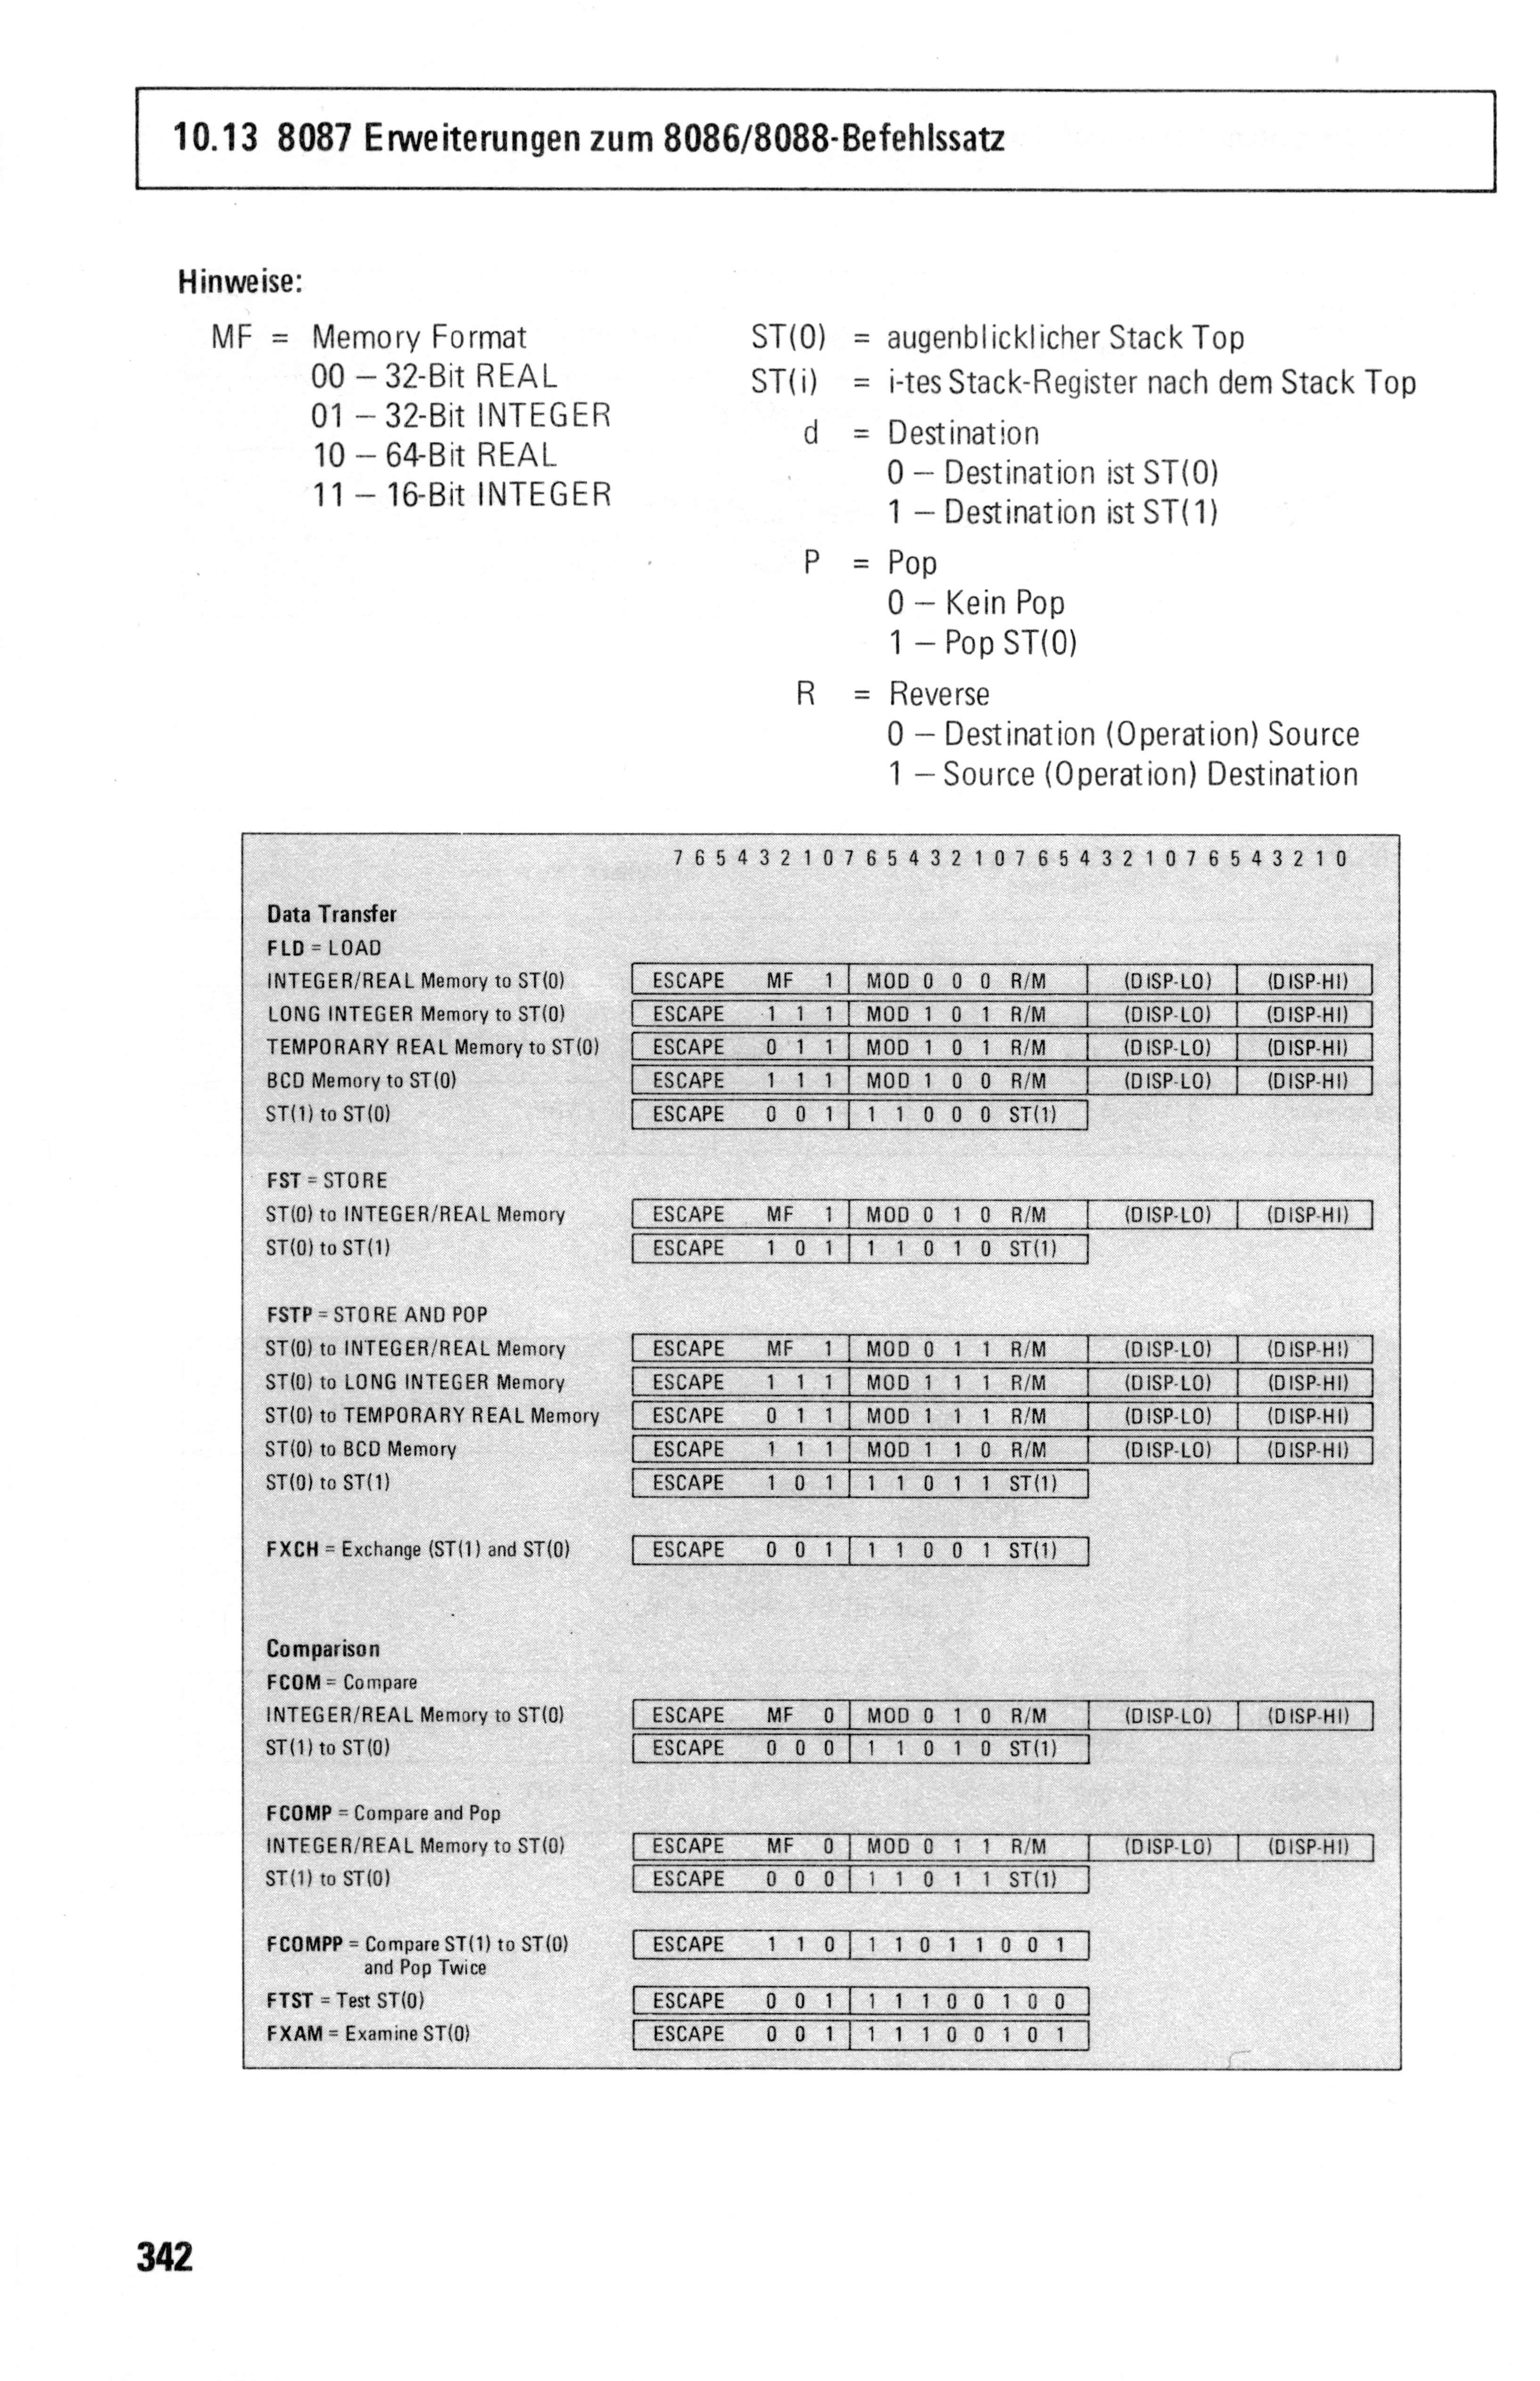 10.13 8087 Erweiterungen zum 8086/8088-Befehlssatz
Hinweise:
MF = Memory Format
00 – 32-Bit REAL
01 – 32-Bit INTEGER
10 – 64-Bit REAL
11 – 16-Bit INTEGER
ST(0) = augenblicklicher Stack Top
ST(i) = i-tes Stack-Register nach dem Stack Top
d = Destination
0 – Destination ist ST(0)
1 – Destination ist ST(1)
P = Pop
0 – Kein Pop
1 – Pop ST(0)
R = Reverse
0 – Destination (Operation) Source
1 – Source (Operation) Destination
7 6 5 4 3 2 1 0 7 6 5 4 3 2 1 0 7 6 5 4 3 2 1 0 7 6 5 4 3 2 1 0
Data Transfer
FLD = LOAD
INTEGER/REAL Memory to ST(0) ESCAPE MF 1 MOD 0 0 0 R/M (DISP-LO) (DISP-HI)
LONG INTEGER Memory to ST(0) ESCAPE 1 1 1 MOD 1 0 1 R/M (DISP-LO) (DISP-HI)
TEMPORARY REAL Memory to ST(0) ESCAPE 0 1 1 MOD 1 0 1 R/M (DISP-LO) (DISP-HI)
BCD Memory to ST(0) ESCAPE 1 1 1 MOD 1 0 0 R/M (DISP-LO) (DISP-HI)
ST(1) to ST(0) ESCAPE 0 0 1 1 1 0 0 0 ST(1)
FST = STORE
ST(0) to INTEGER/REAL Memory ESCAPE MF 1 MOD 0 1 0 R/M (DISP-LO) (DISP-HI)
ST(0) to ST(1) ESCAPE 1 0 1 1 1 0 1 0 ST(1)
FSTP = STORE AND POP
ST(0) to INTEGER/REAL Memory ESCAPE MF 1 MOD 0 1 1 R/M (DISP-LO) (DISP-HI)
ST(0) to LONG INTEGER Memory ESCAPE 1 1 1 MOD 1 1 1 R/M (DISP-LO) (DISP-HI)
ST(0) to TEMPORARY REAL Memory ESCAPE 0 1 1 MOD 1 1 1 R/M (DISP-LO) (DISP-HI)
ST(0) to BCD Memory ESCAPE 1 1 1 MOD 1 1 0 R/M (DISP-LO) (DISP-HI)
ST(0) to ST(1) ESCAPE 1 0 1 1 1 0 1 1 ST(1)
FXCH = Exchange (ST(1) and ST(0) ESCAPE 0 0 1 1 1 0 0 1 ST(1)
Comparison
FCOM = Compare
INTEGER/REAL Memory to ST(0) ESCAPE MF 0 MOD 0 1 0 R/M (DISP-LO) (DISP-HI)
ST(1) to ST(0) ESCAPE 0 0 0 1 1 0 1 0 ST(1)
FCOMP = Compare and Pop
INTEGER/REAL Memory to ST(0) ESCAPE MF 0 MOD 0 1 1 R/M (DISP-LO) (DISP-HI)
ST(1) to ST(0) ESCAPE 0 0 0 1 1 0 1 1 ST(1)
FCOMPP = Compare ST(1) to ST(0) ESCAPE 1 1 0 1 1 0 1 1 0 0 1
and Pop Twice
FTST = Test ST(0) ESCAPE 0 0 1 1 1 1 0 0 1 0 0
FXAM = Examine ST(0) ESCAPE 0 0 1 1 1 1 0 0 1 0 1
342